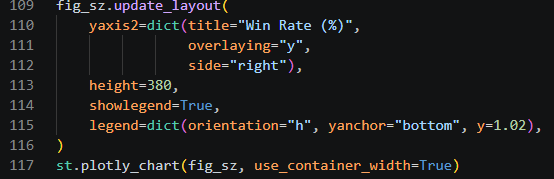 109 fig_sz.update_layout(
110     yaxis2=dict(title="Win Rate (%)",
111                 overlaying="y",
112                 side="right"),
113     height=380,
114     showlegend=True,
115     legend=dict(orientation="h", yanchor="bottom", y=1.02),
116 )
117 st.plotly_chart(fig_sz, use_container_width=True)